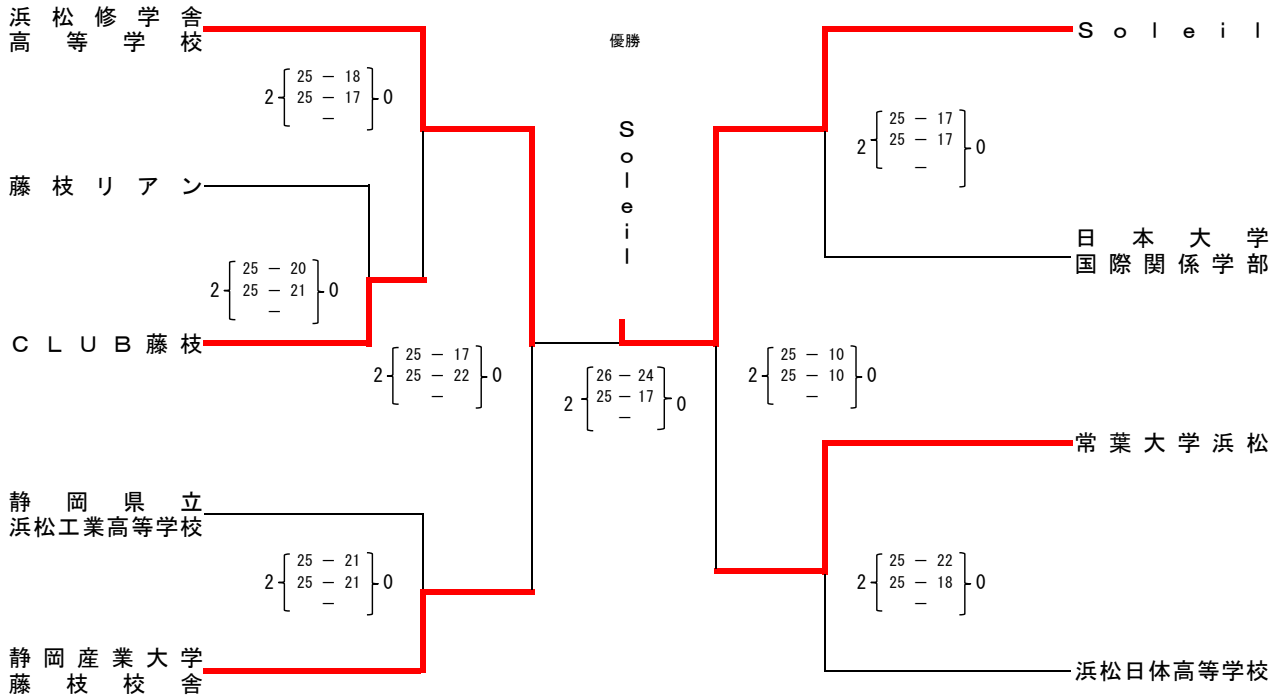 浜松修学舎
高等学校
2 25 － 18 0
25 － 17
－
藤枝リアン
2 25 － 20 0
25 － 21
－
ＣＬＵＢ藤枝
2 25 － 17 0
25 － 22
－
静岡県立
浜松工業高等学校
2 25 － 21 0
25 － 21
－
静岡産業大学
藤枝校舎
優勝
Ｓｏｌｅｉｌ
2 26 － 24 0
25 － 17
－
Ｓｏｌｅｉｌ
2 25 － 17 0
25 － 17
－
日本大学
国際関係学部
2 25 － 10 0
25 － 10
－
常葉大学浜松
2 25 － 22 0
25 － 18
－
浜松日体高等学校